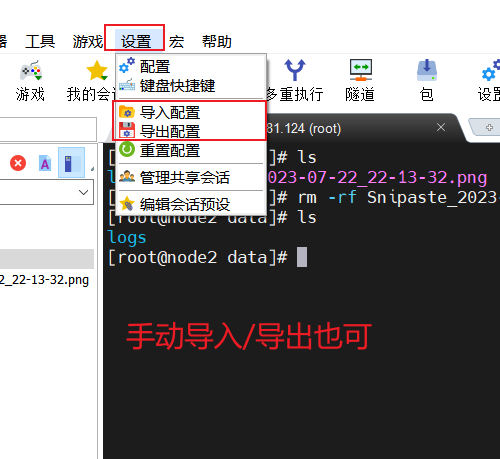 器 工具 游戏 设置 宏 帮助
游戏 我的会 多重执行 隧道 包 设置
配置
键盘快捷键
导入配置
导出配置
重置配置
管理共享会话
编辑会话预设
81.124 (root)
[ ]# ls
l 2023-07-22_22-13-32.png
[ ]# rm -rf Snipaste_2023-
[root@node2 data]# ls
logs
[root@node2 data]#
2_22-13-32.png
手动导入/导出也可